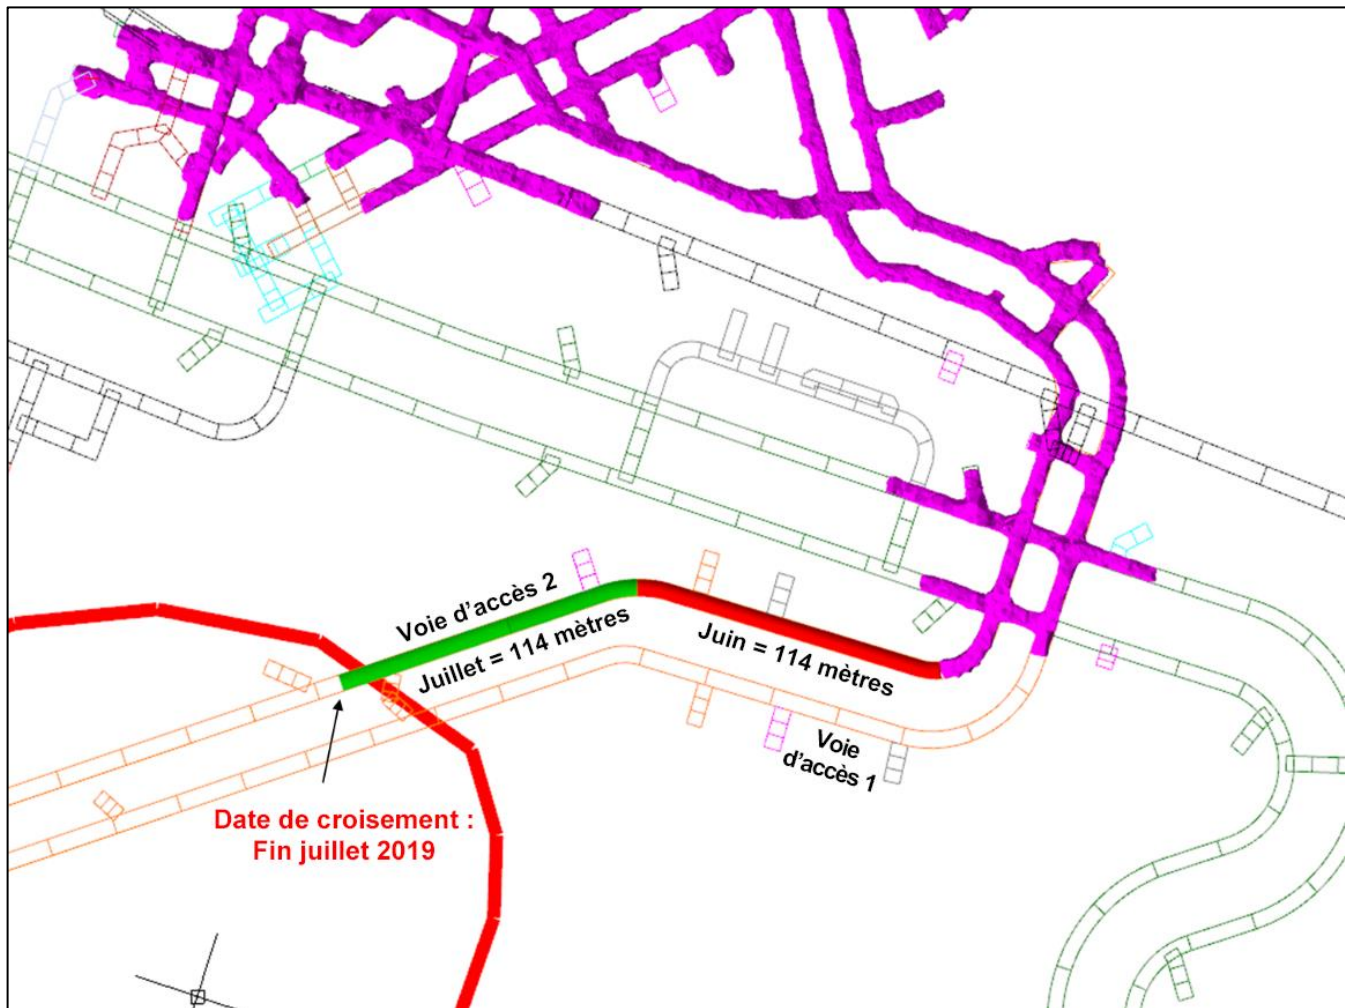 Voie d'accès 2
Juillet = 114 mètres
Juin = 114 mètres
Voie
d'accès 1
Date de croisement :
Fin juillet 2019